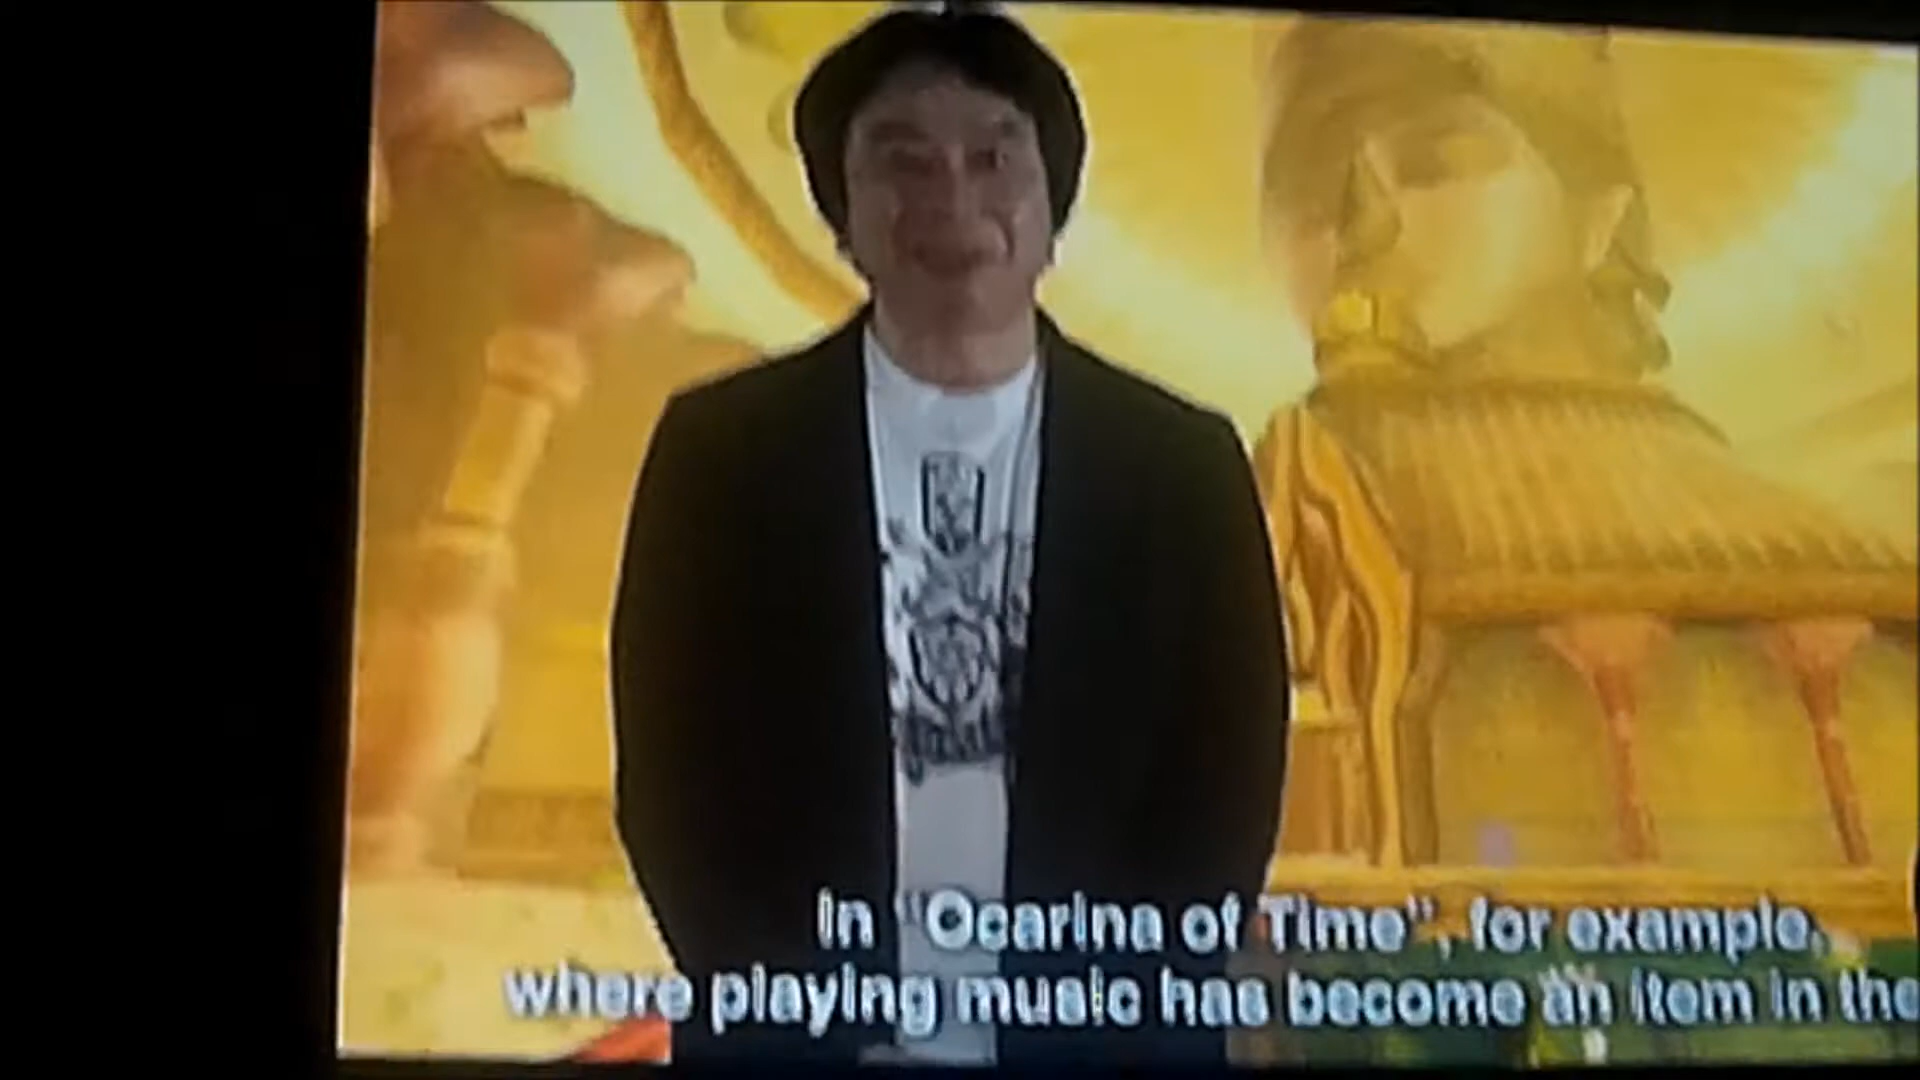 In "Ocarina of Time", for example,
where playing music has become an item in the